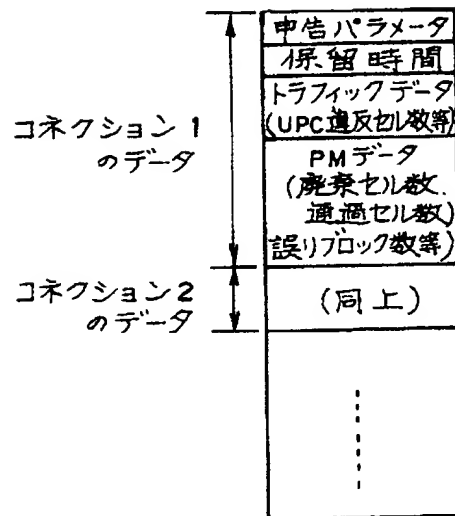 申告パラメータ
保留時間
トラフィックデータ
(UPC違反セル数等)
コネクション1
のデータ
PMデータ
(廃棄セル数、
通過セル数)
誤りブロック数等)
コネクション2
のデータ
(同上)